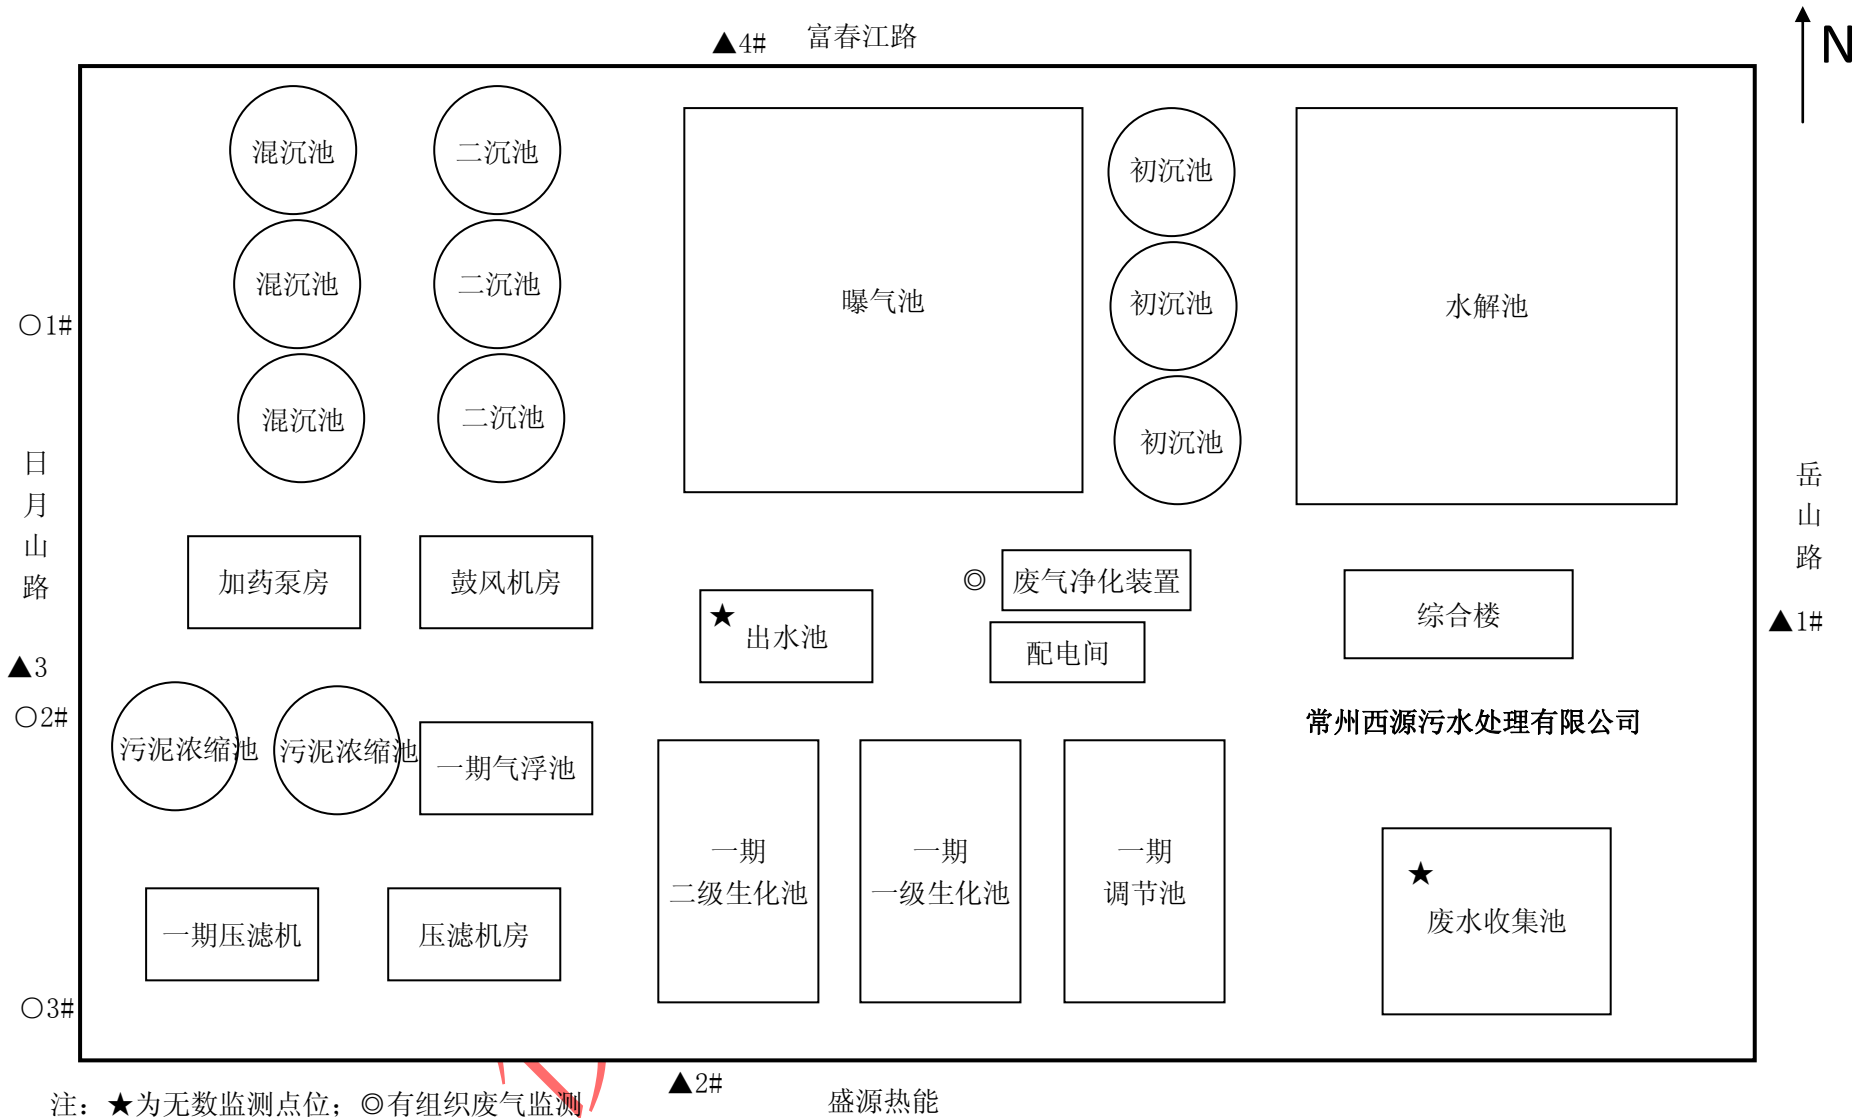 ▲4# 富春江路
N
混沉池
二沉池
曝气池
初沉池
水解池
混沉池
二沉池
初沉池
○1#
混沉池
二沉池
初沉池
日月山路
岳山路
加药泵房
鼓风机房
◎
废气净化装置
★
出水池
综合楼
▲1#
配电间
▲3
○2#
常州西源污水处理有限公司
污泥浓缩池
污泥浓缩池
一期气浮池
一期
二级生化池
一期
一级生化池
一期
调节池
★
废水收集池
一期压滤机
压滤机房
○3#
▲2#
盛源热能
注：★为无数监测点位；◎有组织废气监测